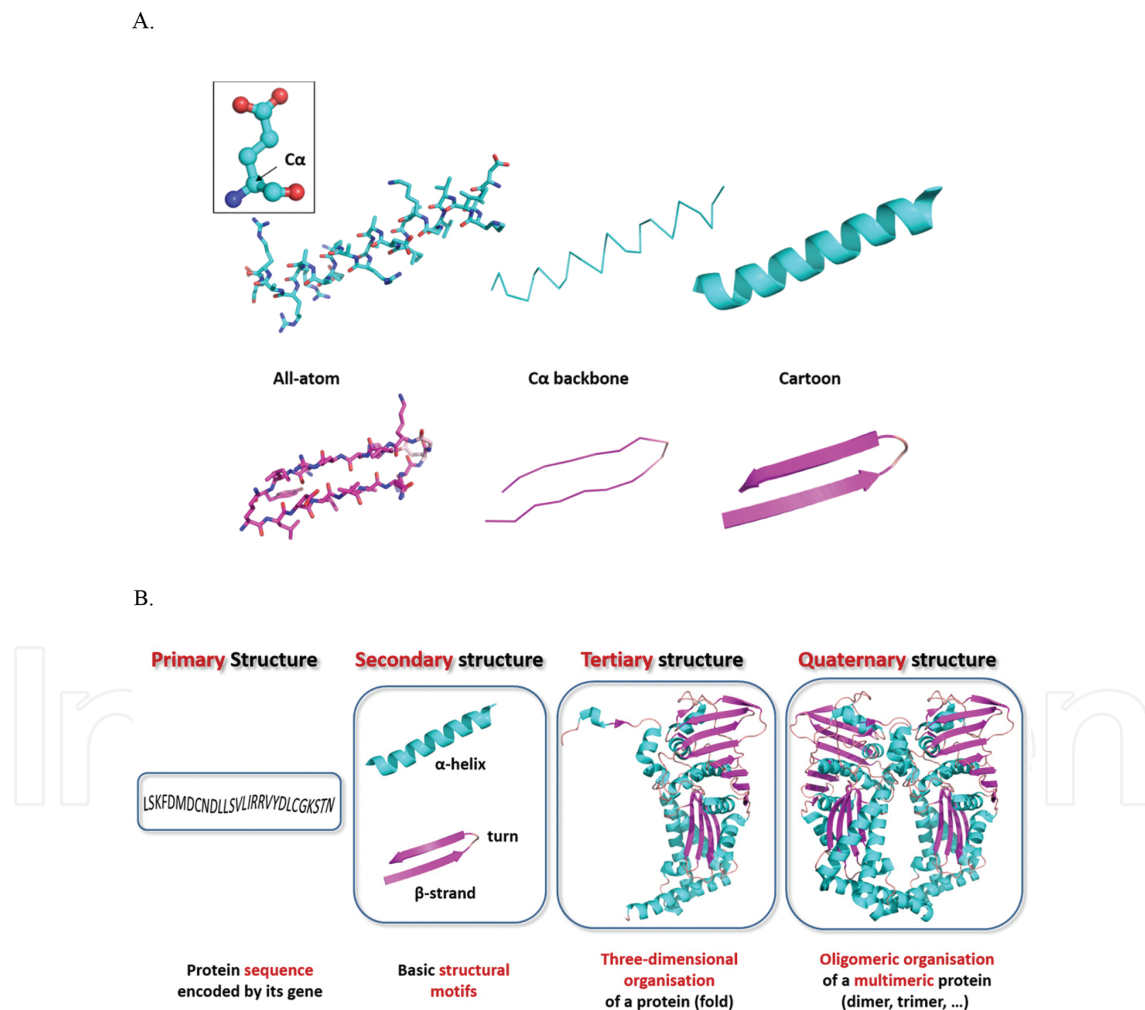 A.
Cα
All-atom
Cα backbone
Cartoon
B.
Primary Structure
Secondary structure
Tertiary structure
Quaternary structure
α-helix
LSKFDMDCNDLLSVLIRRVYDLCGKSTN
turn
β-strand
Protein sequence
encoded by its gene
Basic structural
motifs
Three-dimensional
organisation
of a protein (fold)
Oligomeric organisation
of a multimeric protein
(dimer, trimer, ...)